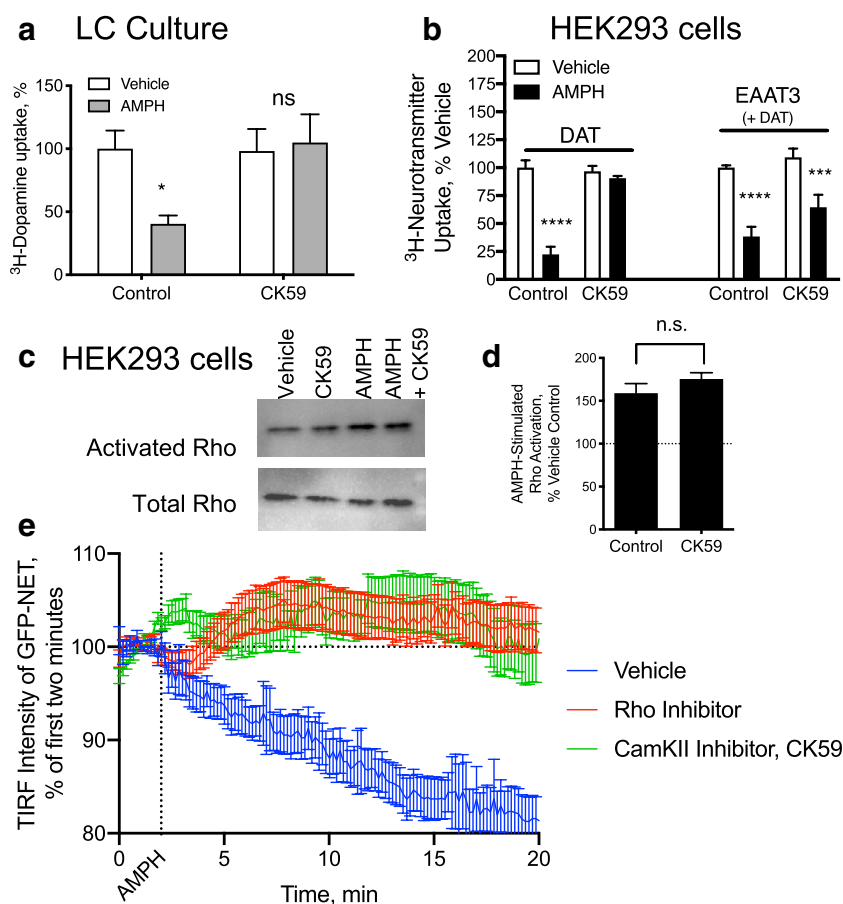 a LC Culture
³H-Dopamine uptake, %
Vehicle
AMPH
150
100
50
0
*
ns
Control
CK59
b HEK293 cells
³H-Neurotransmitter
Uptake, % Vehicle
200
175
150
125
100
75
50
25
0
Vehicle
AMPH
DAT
EAAT3
(+ DAT)
****
****
***
Control
CK59
Control
CK59
c HEK293 cells
Vehicle
CK59
AMPH
AMPH
+ CK59
Activated Rho
Total Rho
d
n.s.
AMPH-Stimulated
Rho Activation,
% Vehicle Control
200
150
100
50
0
Control
CK59
e
TIRF Intensity of GFP-NET,
% of first two minutes
110
100
90
80
0
5
10
15
20
AMPH
Time, min
Vehicle
Rho Inhibitor
CamKII Inhibitor, CK59